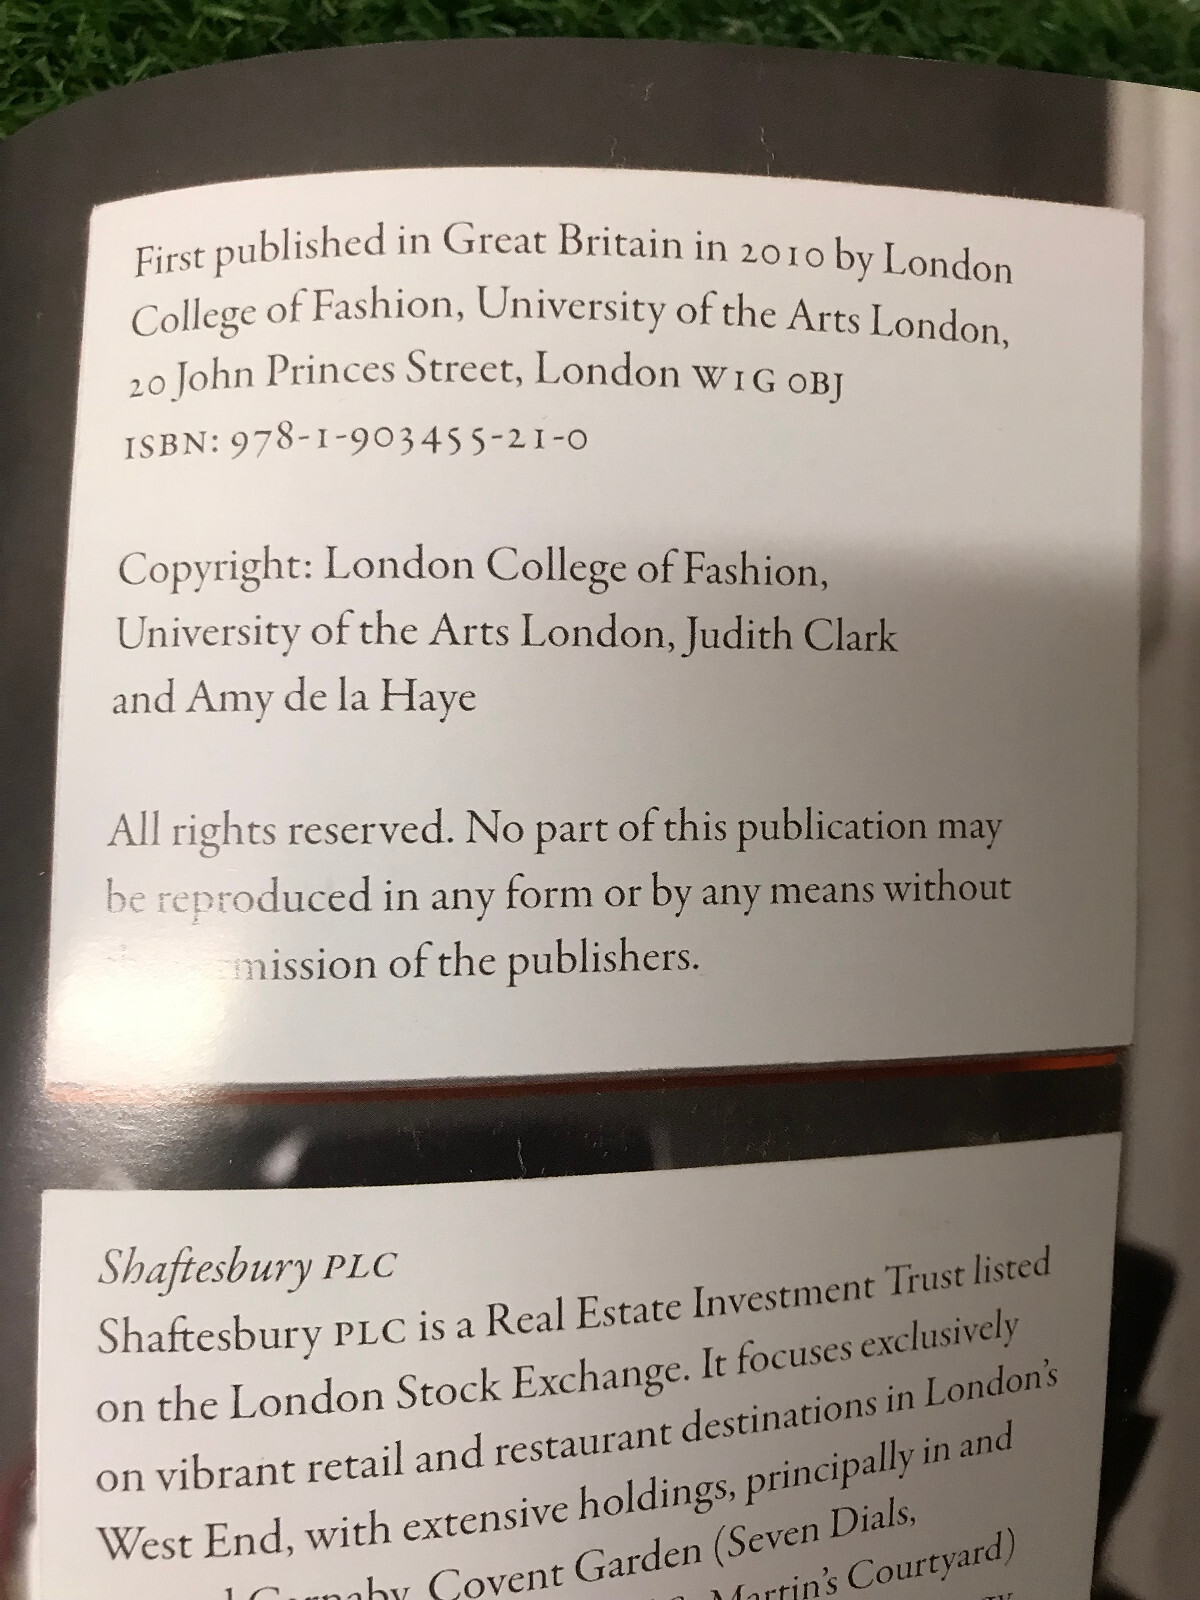 First published in Great Britain in 2010 by London
College of Fashion, University of the Arts London,
20 John Princes Street, London W1G 0BJ
ISBN: 978-1-903455-21-0
Copyright: London College of Fashion,
University of the Arts London, Judith Clark
and Amy de la Haye
All rights reserved. No part of this publication may
be reproduced in any form or by any means without
mission of the publishers.
Shaftesbury PLC
Shaftesbury PLC is a Real Estate Investment Trust listed
on the London Stock Exchange. It focuses exclusively
on vibrant retail and restaurant destinations in London's
West End, with extensive holdings, principally in and
Carnaby, Covent Garden (Seven Dials,
Martin's Courtyard)